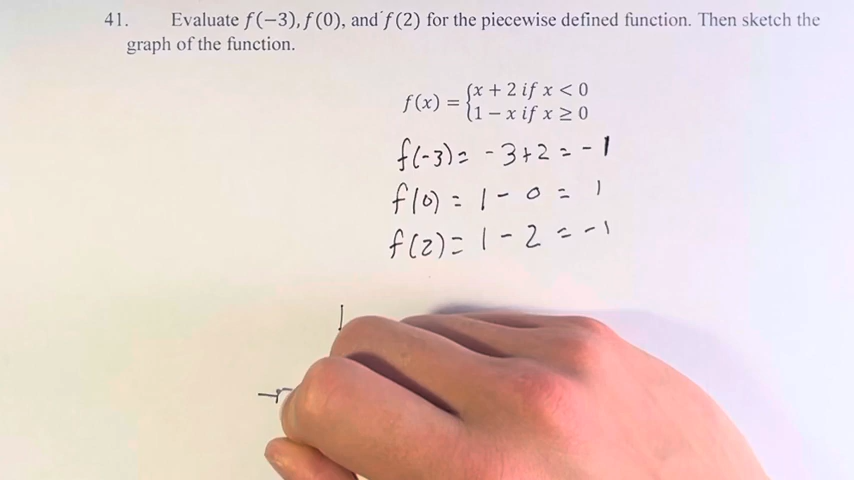 41. Evaluate f(−3), f(0), and f(2) for the piecewise defined function. Then sketch the
graph of the function.
f(x) = {x + 2 if x < 0
{1 − x if x ≥ 0
f(-3) = -3+2 = -1
f(0) = 1 - 0 = 1
f(2) = 1 - 2 = -1